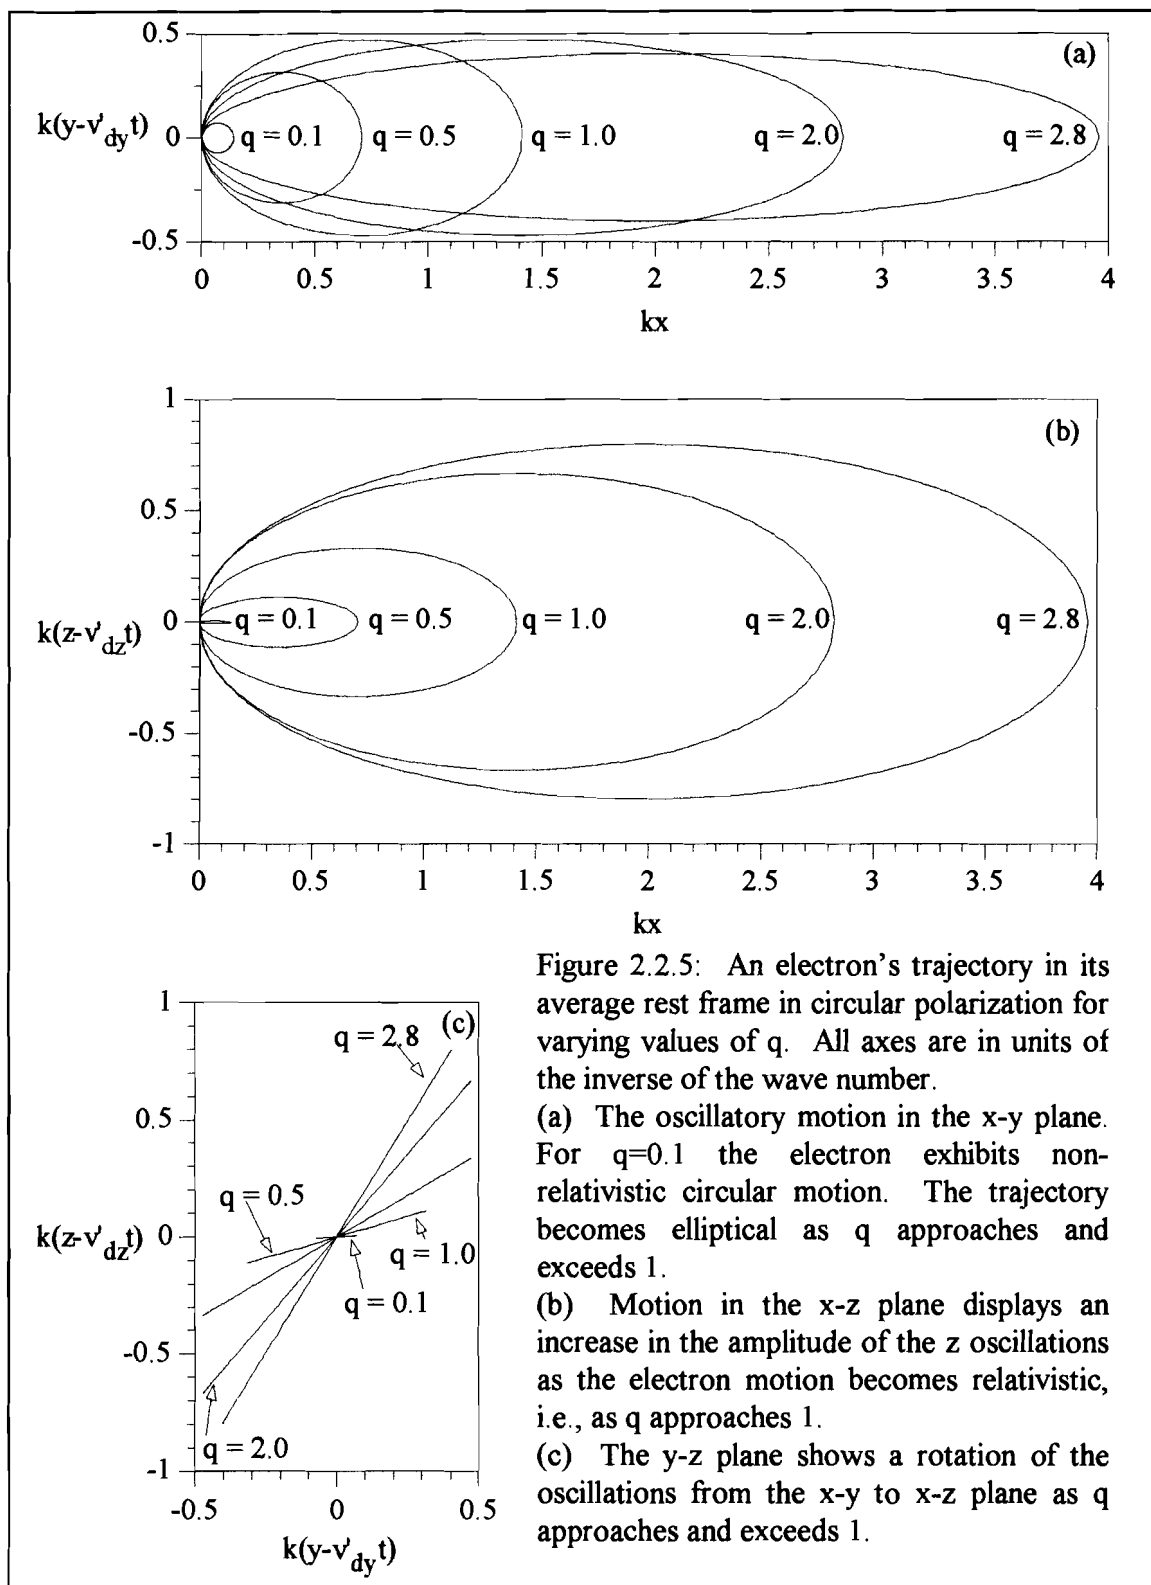 0.5
(a)
k(y-v'dyt)
0
q = 0.1
q = 0.5
q = 1.0
q = 2.0
q = 2.8
-0.5
0
0.5
1
1.5
2
2.5
3
3.5
4
kx
1
(b)
0.5
k(z-v'dzt)
0
q = 0.1
q = 0.5
q = 1.0
q = 2.0
q = 2.8
-0.5
-1
0
0.5
1
1.5
2
2.5
3
3.5
4
kx
1
(c)
q = 2.8
0.5
q = 0.5
k(z-v'dzt)
0
q = 1.0
q = 0.1
-0.5
q = 2.0
-1
-0.5
0
0.5
k(y-v'dyt)
Figure 2.2.5: An electron's trajectory in its
average rest frame in circular polarization for
varying values of q. All axes are in units of
the inverse of the wave number.
(a) The oscillatory motion in the x-y plane.
For q=0.1 the electron exhibits non-
relativistic circular motion. The trajectory
becomes elliptical as q approaches and
exceeds 1.
(b) Motion in the x-z plane displays an
increase in the amplitude of the z oscillations
as the electron motion becomes relativistic,
i.e., as q approaches 1.
(c) The y-z plane shows a rotation of the
oscillations from the x-y to x-z plane as q
approaches and exceeds 1.